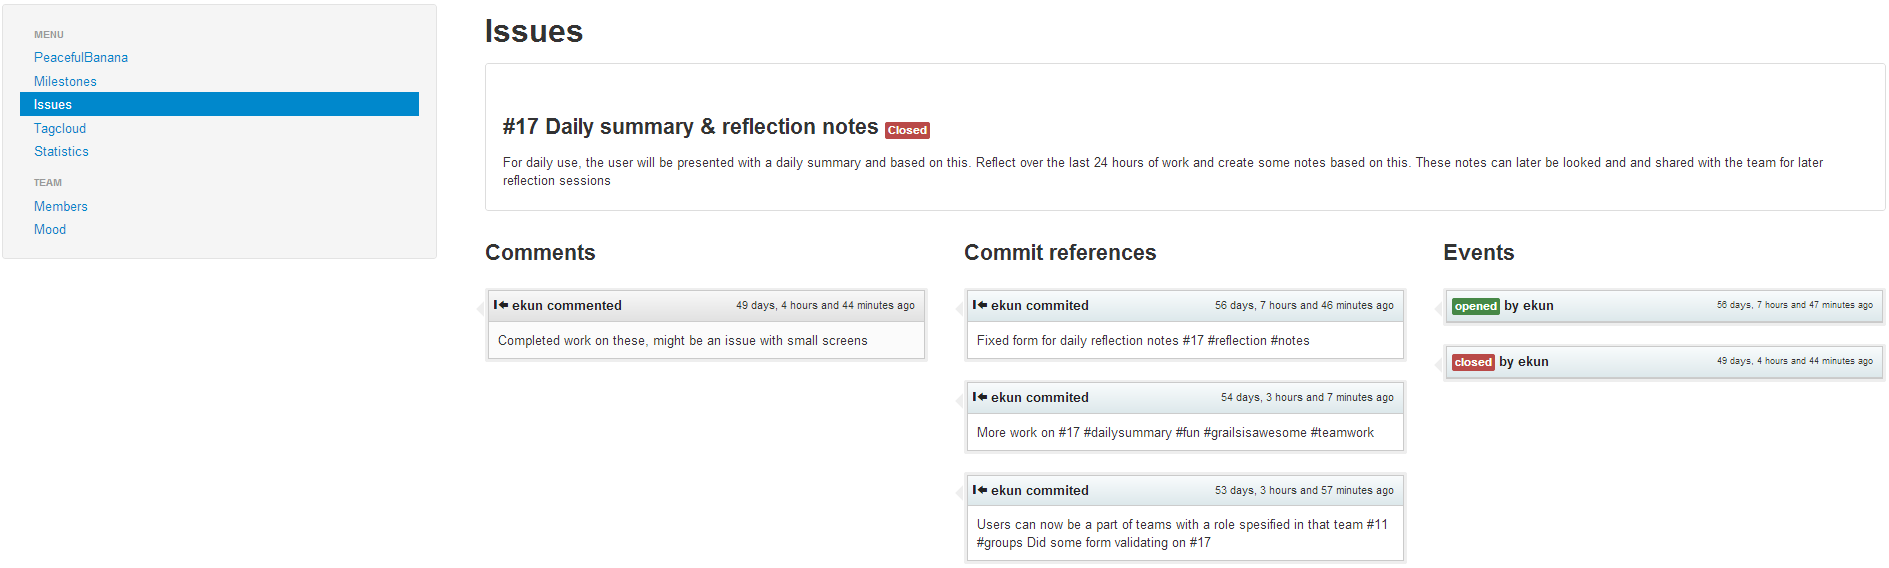 MENU
PeacefulBanana
Milestones
Issues
Tagcloud
Statistics
TEAM
Members
Mood
Issues
#17 Daily summary & reflection notes Closed
For daily use, the user will be presented with a daily summary and based on this. Reflect over the last 24 hours of work and create some notes based on this. These notes can later be looked and and shared with the team for later
reflection sessions
Comments
ekun commented 49 days, 4 hours and 44 minutes ago
Completed work on these, might be an issue with small screens
Commit references
ekun commited 56 days, 7 hours and 46 minutes ago
Fixed form for daily reflection notes #17 #reflection #notes
ekun commited 54 days, 3 hours and 7 minutes ago
More work on #17 #dailysummary #fun #grailsisawesome #teamwork
ekun commited 53 days, 3 hours and 57 minutes ago
Users can now be a part of teams with a role spesified in that team #11
#groups Did some form validating on #17
Events
opened by ekun 56 days, 7 hours and 47 minutes ago
closed by ekun 49 days, 4 hours and 44 minutes ago